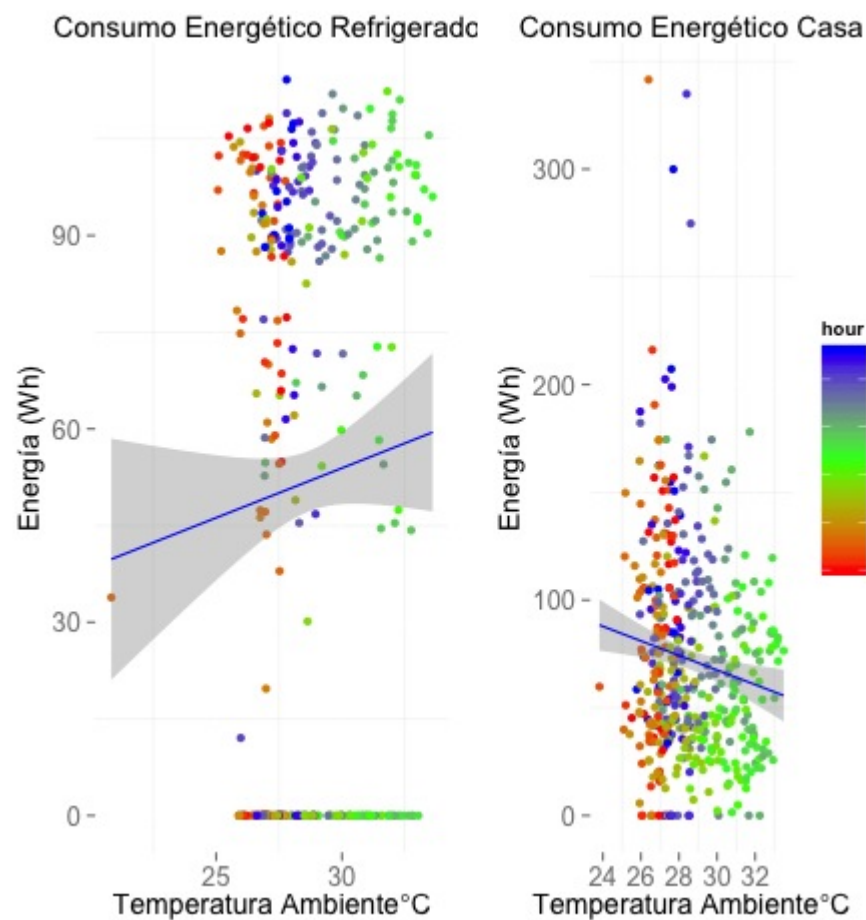 Consumo Energético Refrigerado
Energía (Wh)
90
60
30
0
25 30
Temperatura Ambiente°C
Consumo Energético Casa
Energía (Wh)
300
200
100
0
24 26 28 30 32
Temperatura Ambiente°C
hour